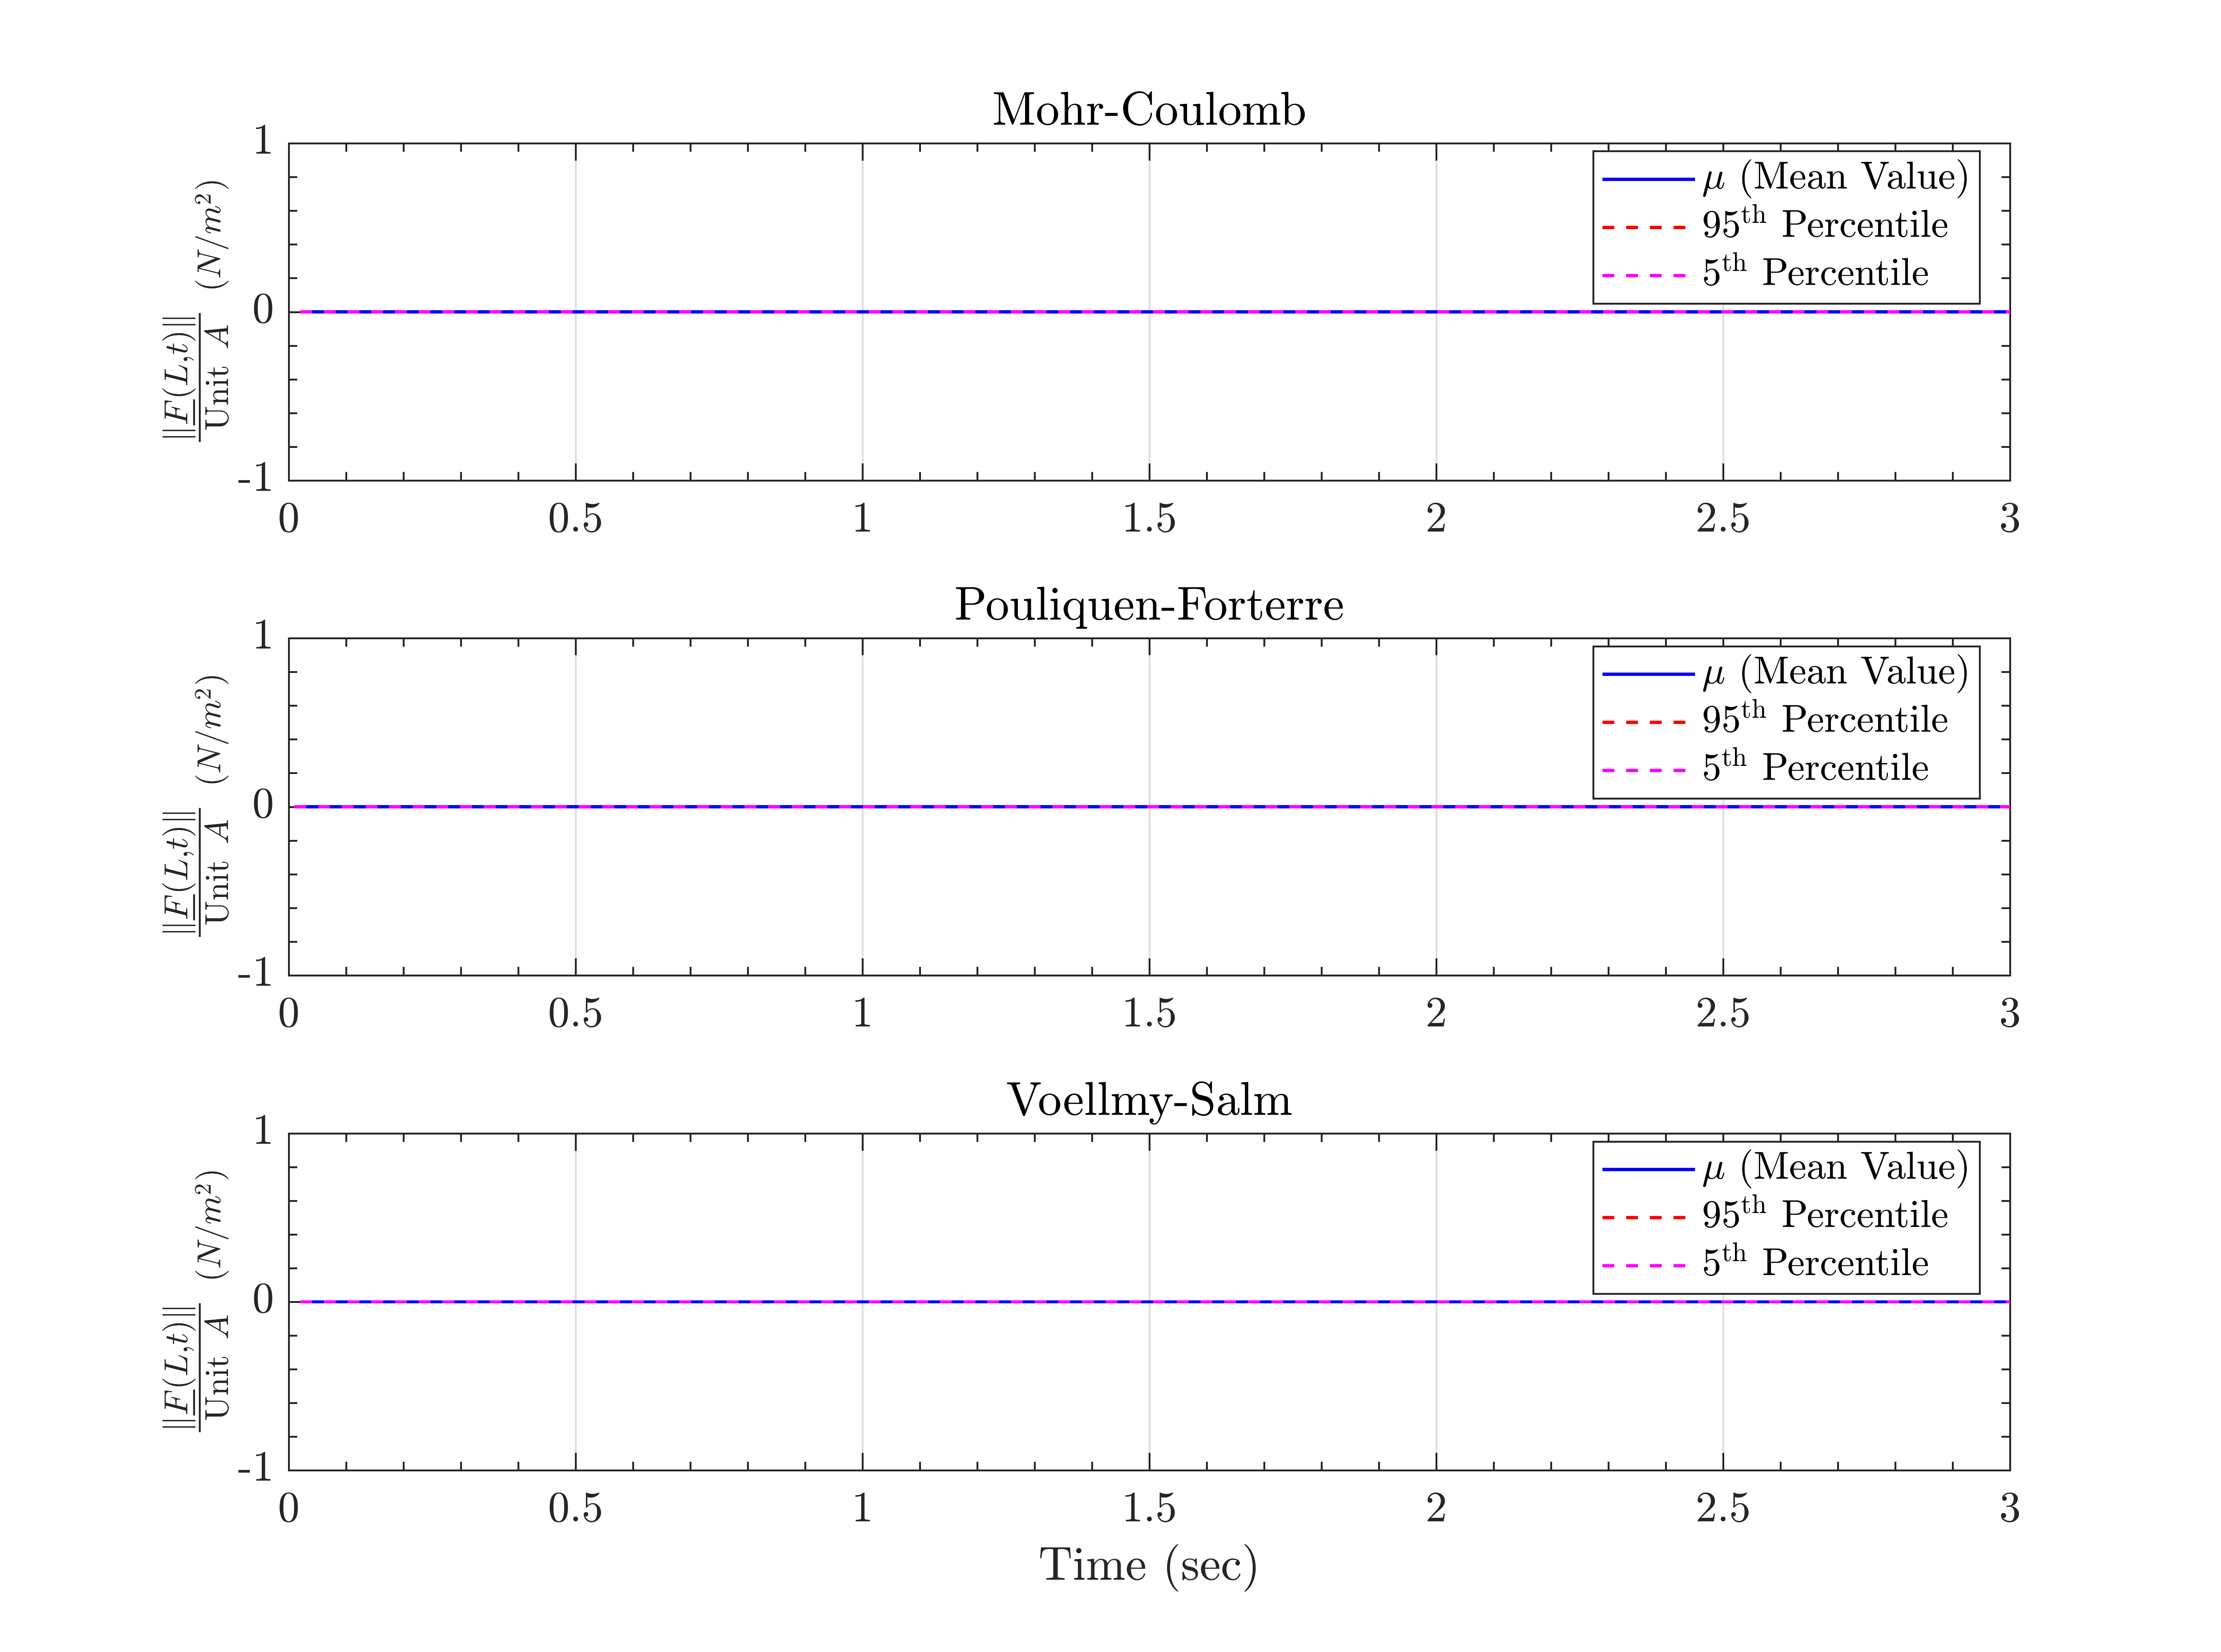 Mohr-Coulomb
||F(L,t)|| / Unit A (N/m²)
1
0
-1
μ (Mean Value)
95th Percentile
5th Percentile
0 0.5 1 1.5 2 2.5 3
Pouliquen-Forterre
||F(L,t)|| / Unit A (N/m²)
1
0
-1
μ (Mean Value)
95th Percentile
5th Percentile
0 0.5 1 1.5 2 2.5 3
Voellmy-Salm
||F(L,t)|| / Unit A (N/m²)
1
0
-1
μ (Mean Value)
95th Percentile
5th Percentile
0 0.5 1 1.5 2 2.5 3
Time (sec)